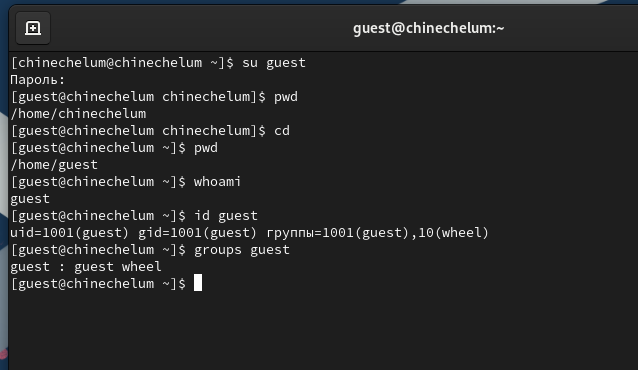 guest@chinechelum:~
[chinechelum@chinechelum ~]$ su guest
Пароль:
[guest@chinechelum chinechelum]$ pwd
/home/chinechelum
[guest@chinechelum chinechelum]$ cd
[guest@chinechelum ~]$ pwd
/home/guest
[guest@chinechelum ~]$ whoami
guest
[guest@chinechelum ~]$ id guest
uid=1001(guest) gid=1001(guest) группы=1001(guest),10(wheel)
[guest@chinechelum ~]$ groups guest
guest : guest wheel
[guest@chinechelum ~]$